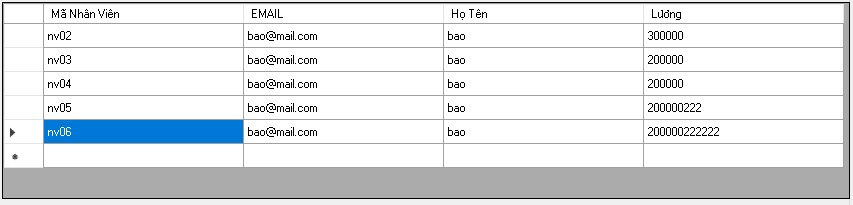 Mã Nhân Viên EMAIL Họ Tên Lương
nv02 bao@mail.com bao 300000
nv03 bao@mail.com bao 200000
nv04 bao@mail.com bao 200000
nv05 bao@mail.com bao 200000222
nv06 bao@mail.com bao 200000222222